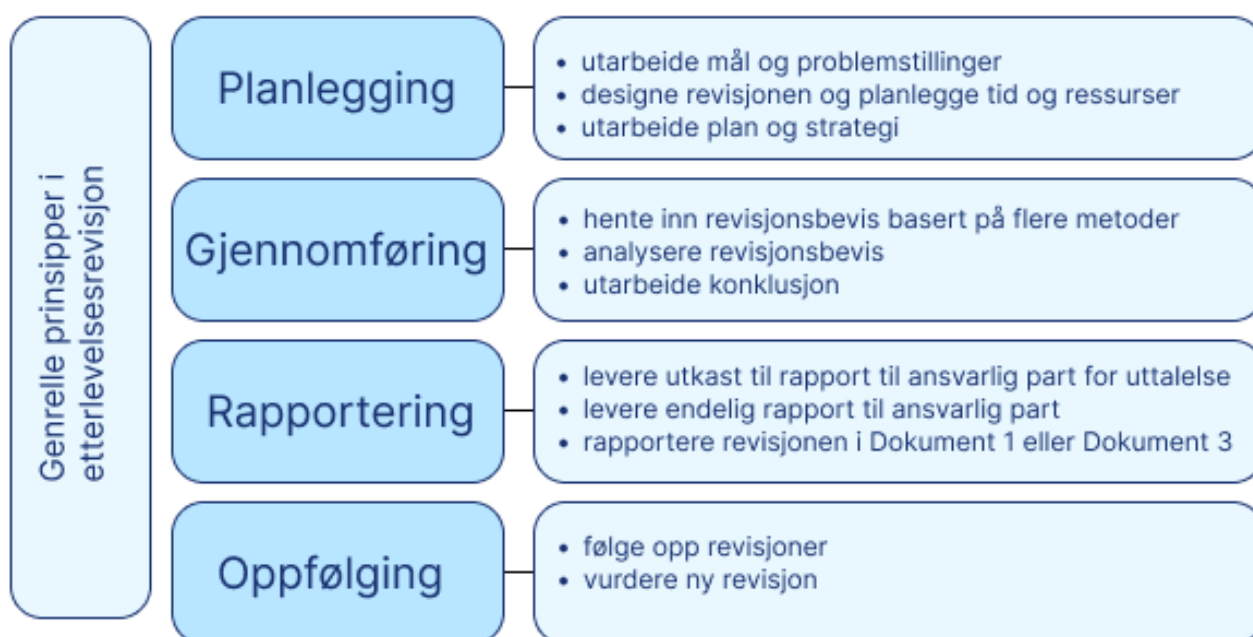 Genrelle prinsipper i
etterlevelsesrevisjon
Planlegging
• utarbeide mål og problemstillinger
• designe revisjonen og planlegge tid og ressurser
• utarbeide plan og strategi
Gjennomføring
• hente inn revisjonsbevis basert på flere metoder
• analysere revisjonsbevis
• utarbeide konklusjon
Rapportering
• levere utkast til rapport til ansvarlig part for uttalelse
• levere endelig rapport til ansvarlig part
• rapportere revisjonen i Dokument 1 eller Dokument 3
Oppfølging
• følge opp revisjoner
• vurdere ny revisjon